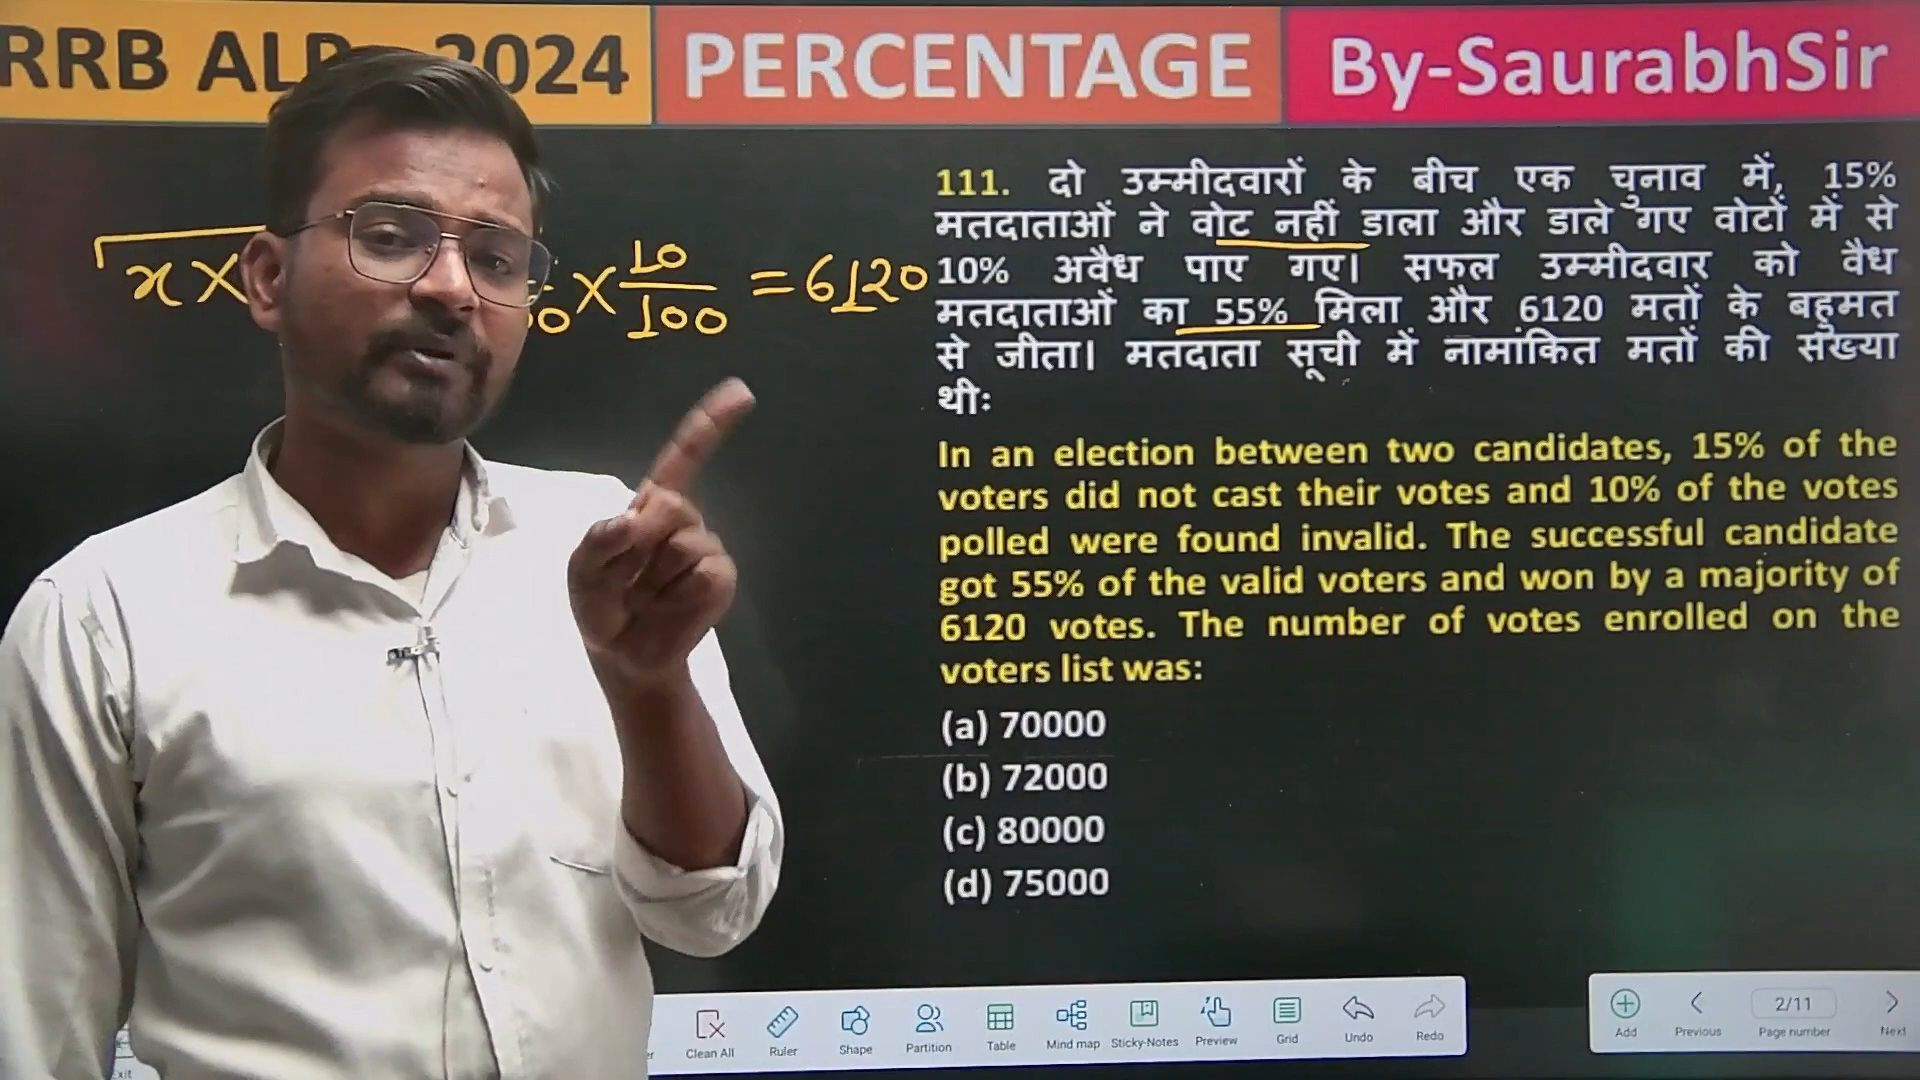 RRB ALP 2024
PERCENTAGE
By-SaurabhSir
x × 0 × 10/100 = 6120
111. दो उम्मीदवारों के बीच एक चुनाव में, 15%
मतदाताओं ने वोट नहीं डाला और डाले गए वोटों में से
10% अवैध पाए गए। सफल उम्मीदवार को वैध
मतदाताओं का 55% मिला और 6120 मतों के बहुमत
से जीता। मतदाता सूची में नामांकित मतों की संख्या
थीः
In an election between two candidates, 15% of the
voters did not cast their votes and 10% of the votes
polled were found invalid. The successful candidate
got 55% of the valid voters and won by a majority of
6120 votes. The number of votes enrolled on the
voters list was:
(a) 70000
(b) 72000
(c) 80000
(d) 75000
Clean All
Ruler
Shape
Partition
Table
Mind map
Sticky-Notes
Preview
Grid
Undo
Redo
Add
Previous
2/11
Page number
Next